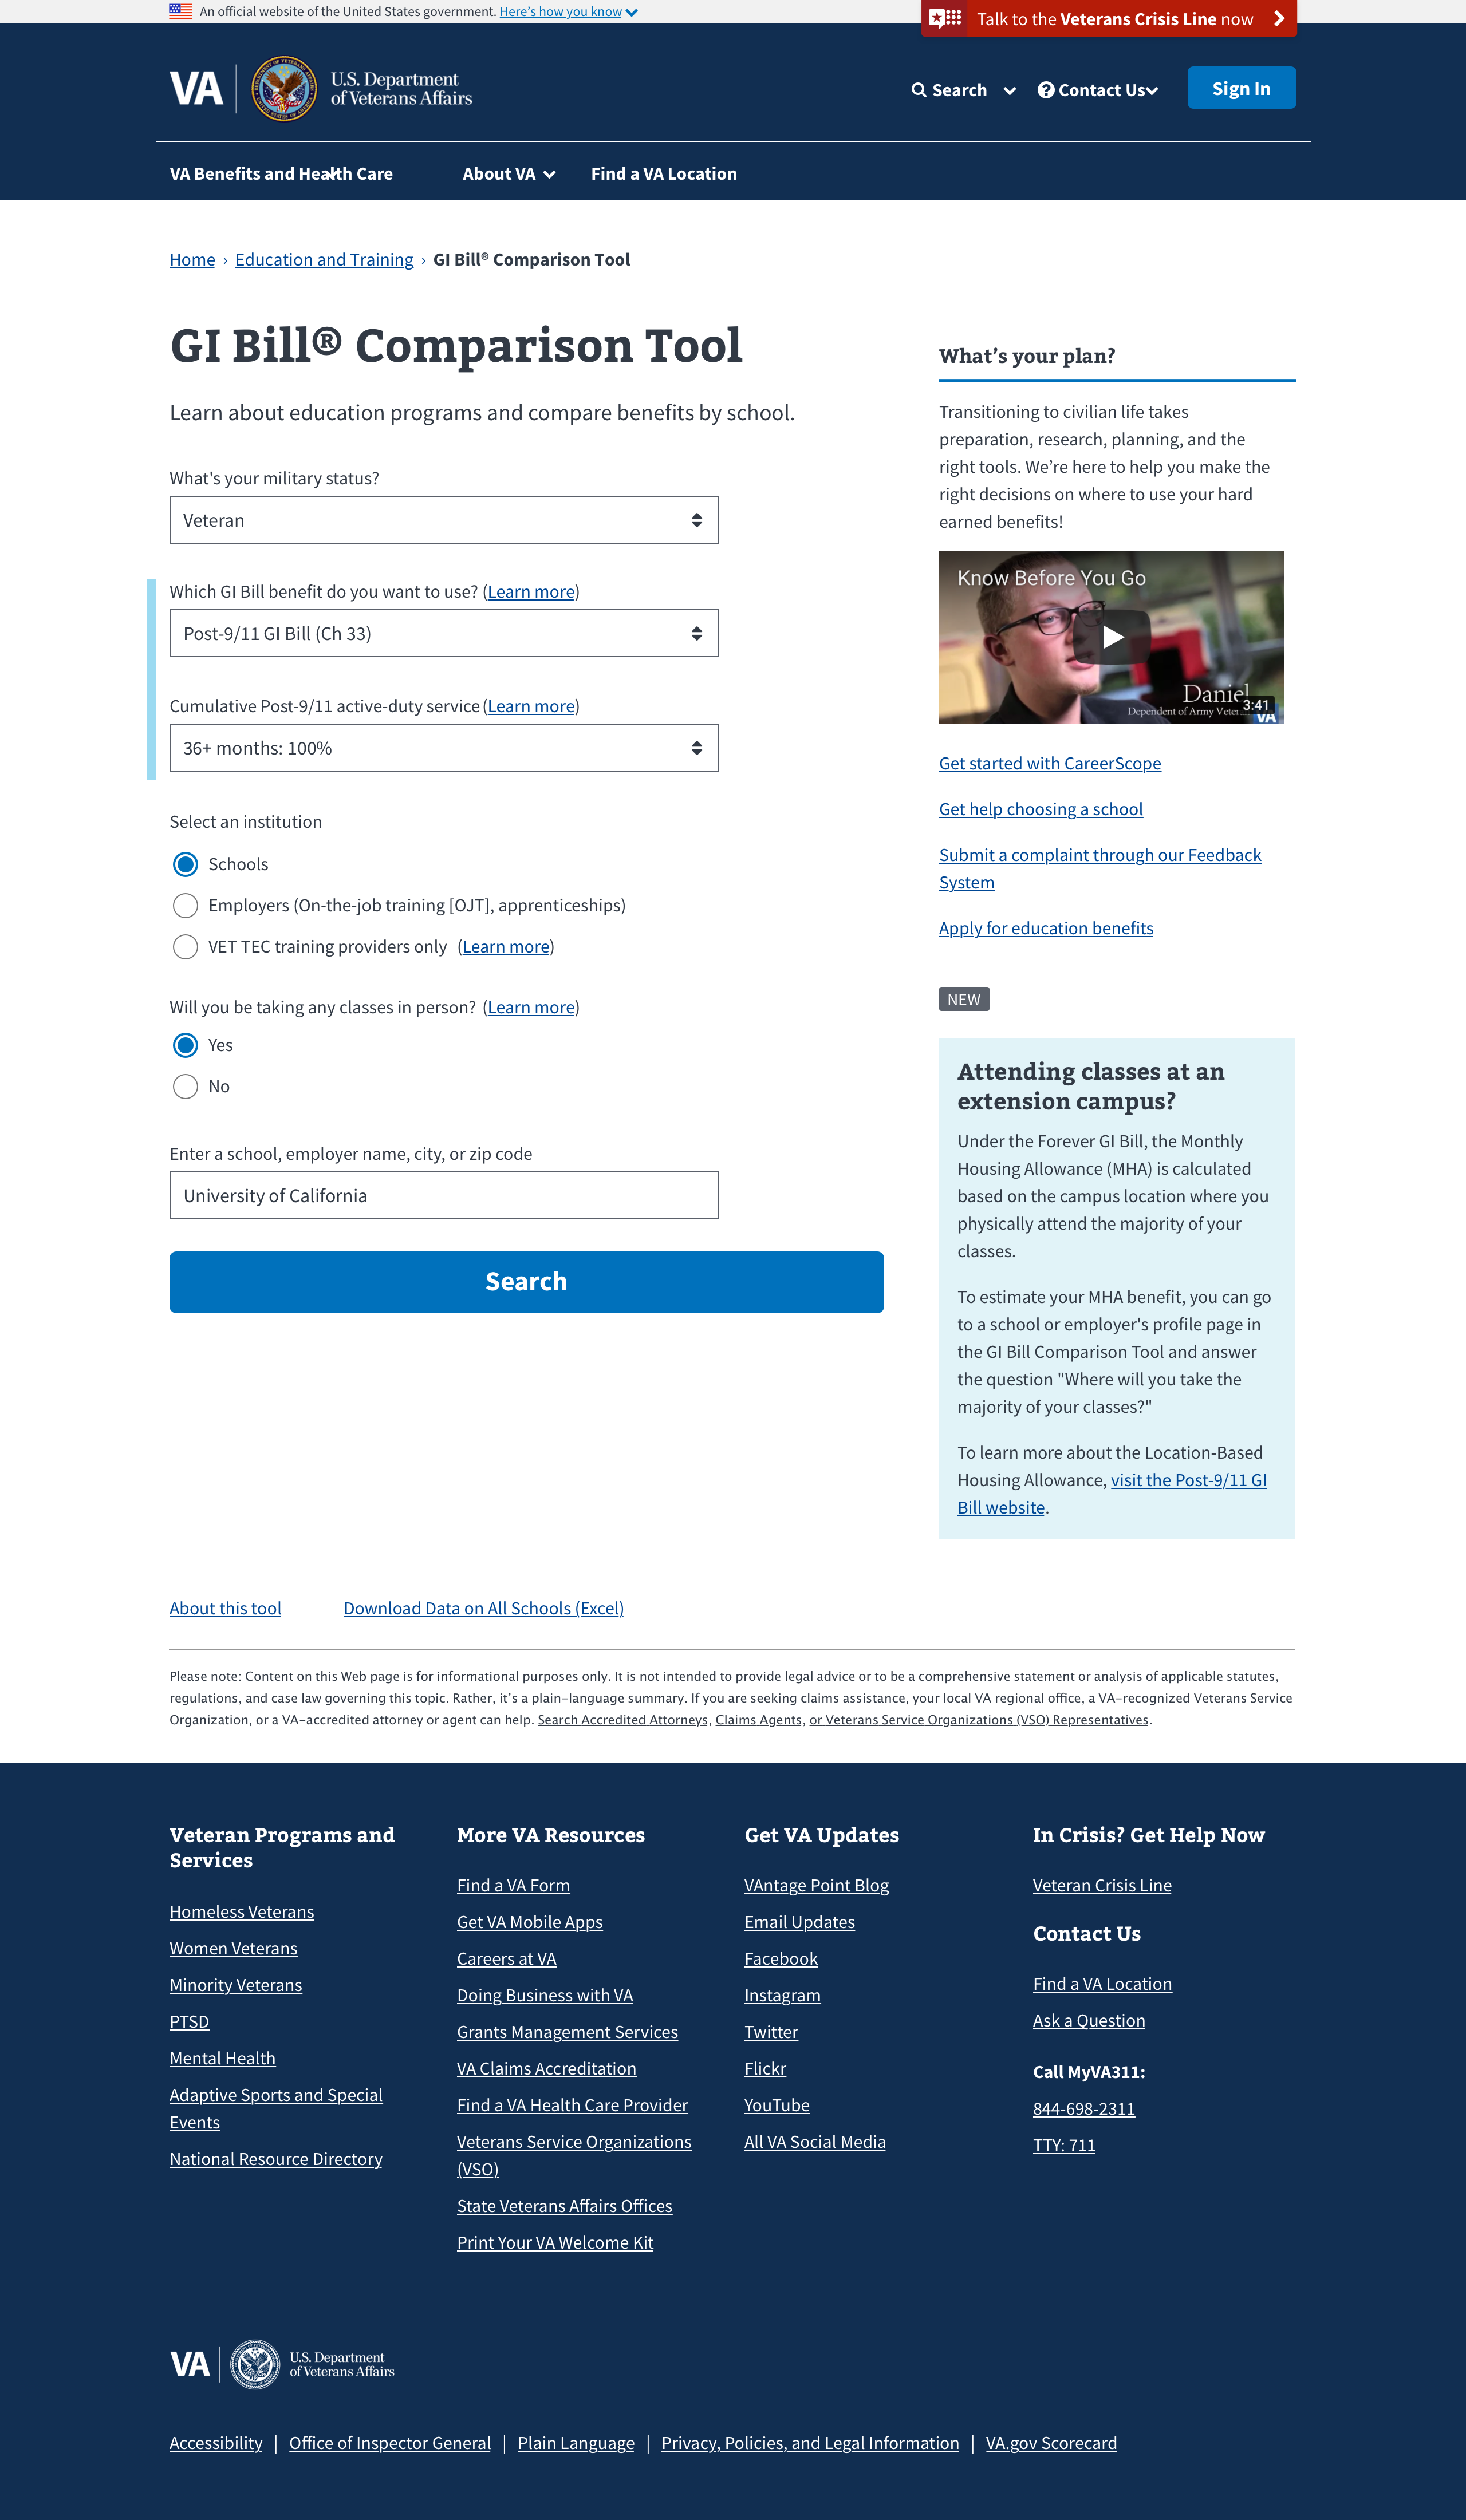 An official website of the United States government. Here's how you know
Talk to the Veterans Crisis Line now
VA
U.S. Department
of Veterans Affairs
Search
Contact Us
Sign In
VA Benefits and Health Care
About VA
Find a VA Location
Home › Education and Training › GI Bill® Comparison Tool
GI Bill® Comparison Tool
Learn about education programs and compare benefits by school.
What's your military status?
Veteran
Which GI Bill benefit do you want to use? (Learn more)
Post-9/11 GI Bill (Ch 33)
Cumulative Post-9/11 active-duty service (Learn more)
36+ months: 100%
Select an institution
Schools
Employers (On-the-job training [OJT], apprenticeships)
VET TEC training providers only (Learn more)
Will you be taking any classes in person? (Learn more)
Yes
No
Enter a school, employer name, city, or zip code
University of California
Search
What's your plan?
Transitioning to civilian life takes
preparation, research, planning, and the
right tools. We're here to help you make the
right decisions on where to use your hard
earned benefits!
Know Before You Go
Daniel
Dependent of Army Veter
3:41
VA
Get started with CareerScope
Get help choosing a school
Submit a complaint through our Feedback
System
Apply for education benefits
NEW
Attending classes at an
extension campus?
Under the Forever GI Bill, the Monthly
Housing Allowance (MHA) is calculated
based on the campus location where you
physically attend the majority of your
classes.
To estimate your MHA benefit, you can go
to a school or employer's profile page in
the GI Bill Comparison Tool and answer
the question "Where will you take the
majority of your classes?"
To learn more about the Location-Based
Housing Allowance, visit the Post-9/11 GI
Bill website.
About this tool
Download Data on All Schools (Excel)
Please note: Content on this Web page is for informational purposes only. It is not intended to provide legal advice or to be a comprehensive statement or analysis of applicable statutes,
regulations, and case law governing this topic. Rather, it's a plain-language summary. If you are seeking claims assistance, your local VA regional office, a VA-recognized Veterans Service
Organization, or a VA-accredited attorney or agent can help. Search Accredited Attorneys, Claims Agents, or Veterans Service Organizations (VSO) Representatives.
Veteran Programs and
Services
Homeless Veterans
Women Veterans
Minority Veterans
PTSD
Mental Health
Adaptive Sports and Special
Events
National Resource Directory
More VA Resources
Find a VA Form
Get VA Mobile Apps
Careers at VA
Doing Business with VA
Grants Management Services
VA Claims Accreditation
Find a VA Health Care Provider
Veterans Service Organizations
(VSO)
State Veterans Affairs Offices
Print Your VA Welcome Kit
Get VA Updates
VAntage Point Blog
Email Updates
Facebook
Instagram
Twitter
Flickr
YouTube
All VA Social Media
In Crisis? Get Help Now
Veteran Crisis Line
Contact Us
Find a VA Location
Ask a Question
Call MyVA311:
844-698-2311
TTY: 711
VA
U.S. Department
of Veterans Affairs
Accessibility | Office of Inspector General | Plain Language | Privacy, Policies, and Legal Information | VA.gov Scorecard